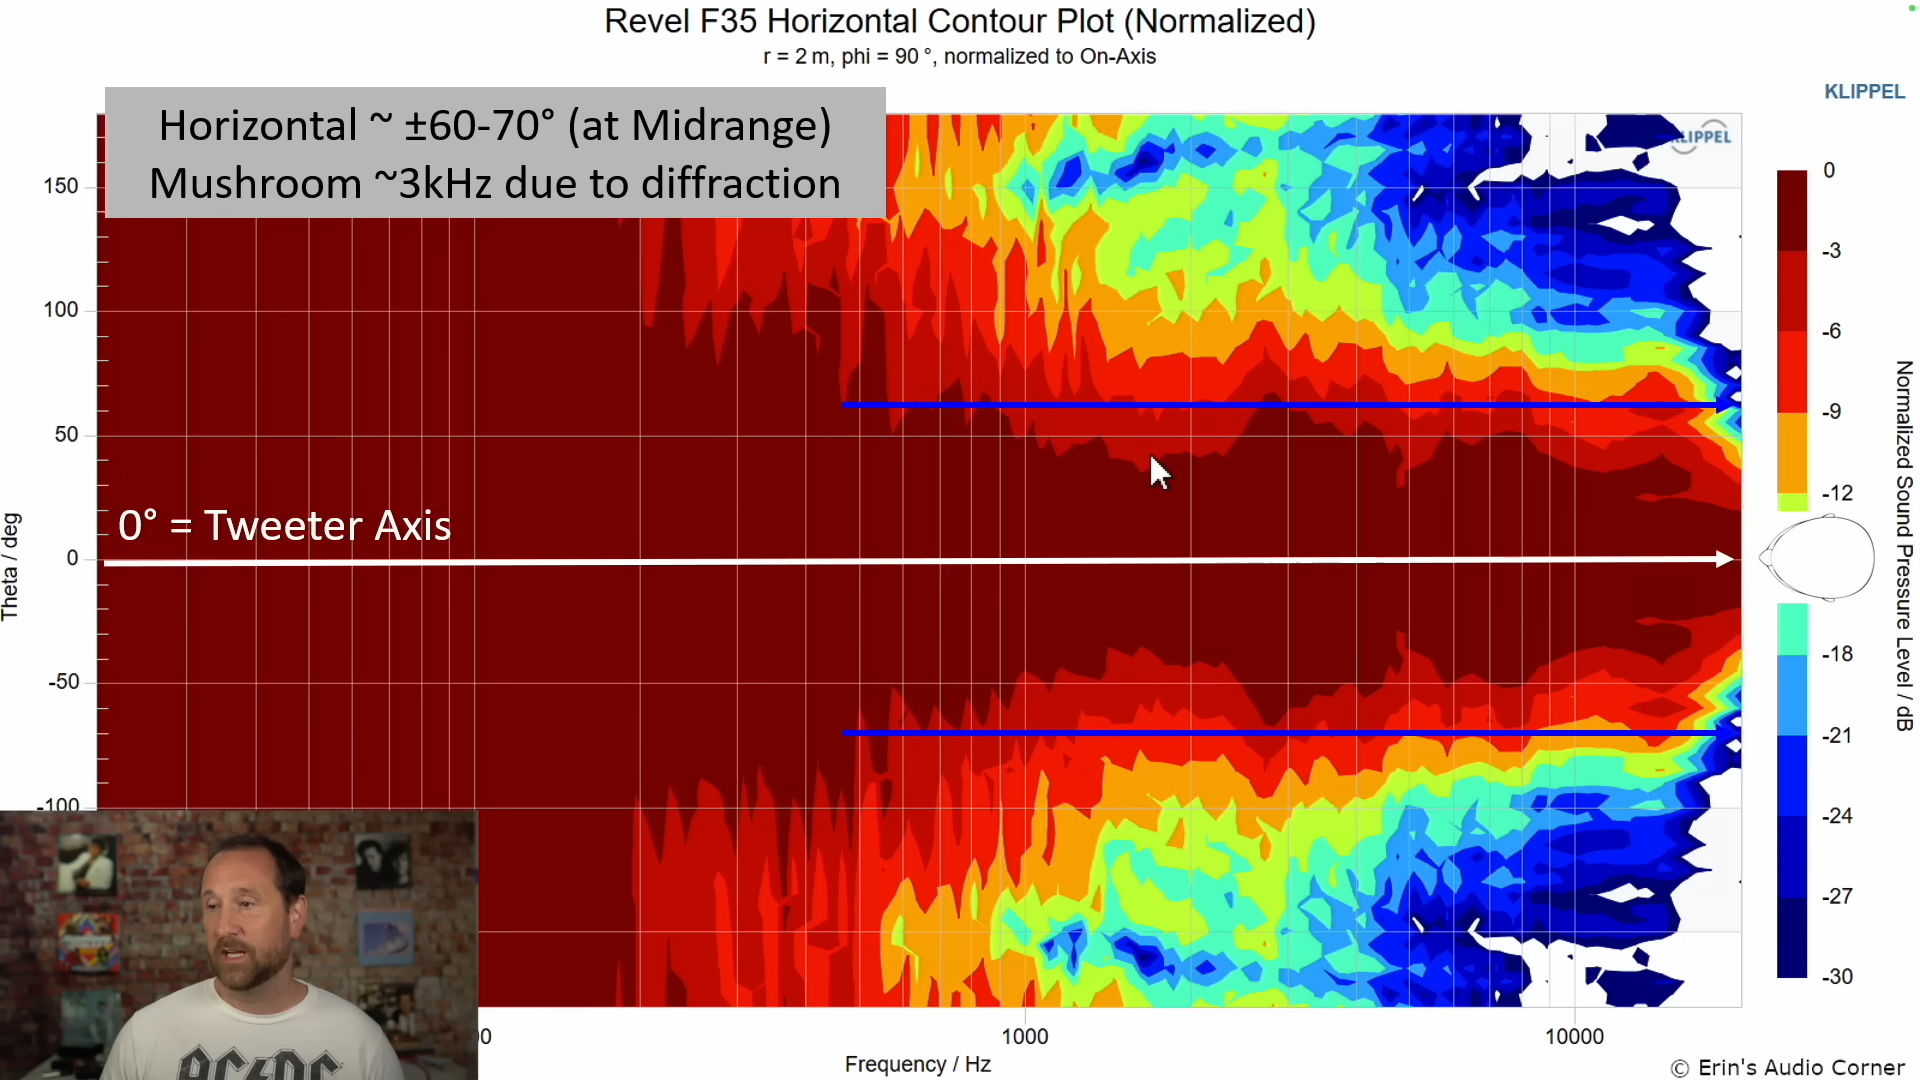 Revel F35 Horizontal Contour Plot (Normalized)
r = 2 m, phi = 90 °, normalized to On-Axis
KLIPPEL
Horizontal ~ ±60-70° (at Midrange)
Mushroom ~3kHz due to diffraction
KLIPPEL
150
100
50
0
-50
-100
Theta / deg
0° = Tweeter Axis
0
-3
-6
-9
-12
-18
-21
-24
-27
-30
Normalized Sound Pressure Level / dB
1000
10000
Frequency / Hz
AC DC
© Erin's Audio Corner